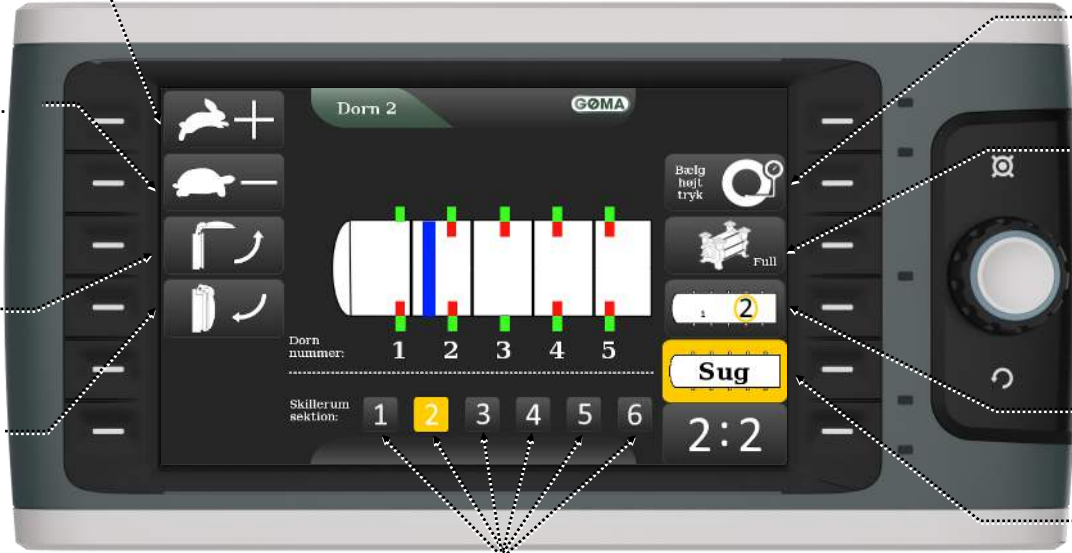 Dorn 2
GØMA
Bælg
højt
tryk
Full
1 2
Dorn
nummer:
1 2 3 4 5
Sug
Skillerum
sektion:
1 2 3 4 5 6
2:2